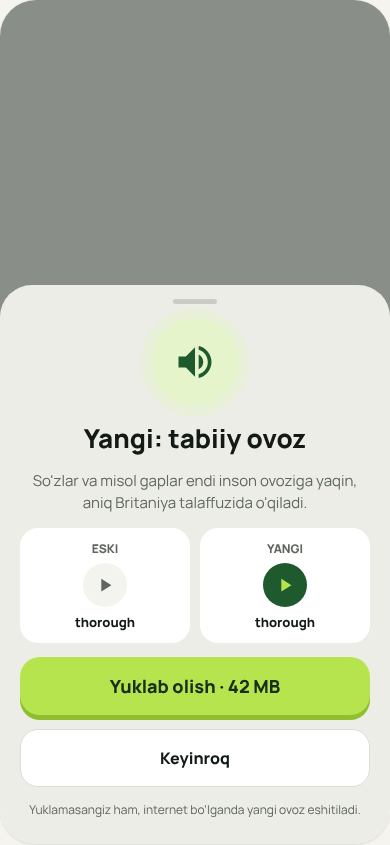 Yangi: tabiiy ovoz
So'zlar va misol gaplar endi inson ovoziga yaqin,
aniq Britaniya talaffuzida o'qiladi.
ESKI
thorough
YANGI
thorough
Yuklab olish · 42 MB
Keyinroq
Yuklamasangiz ham, internet bo'lganda yangi ovoz eshitiladi.